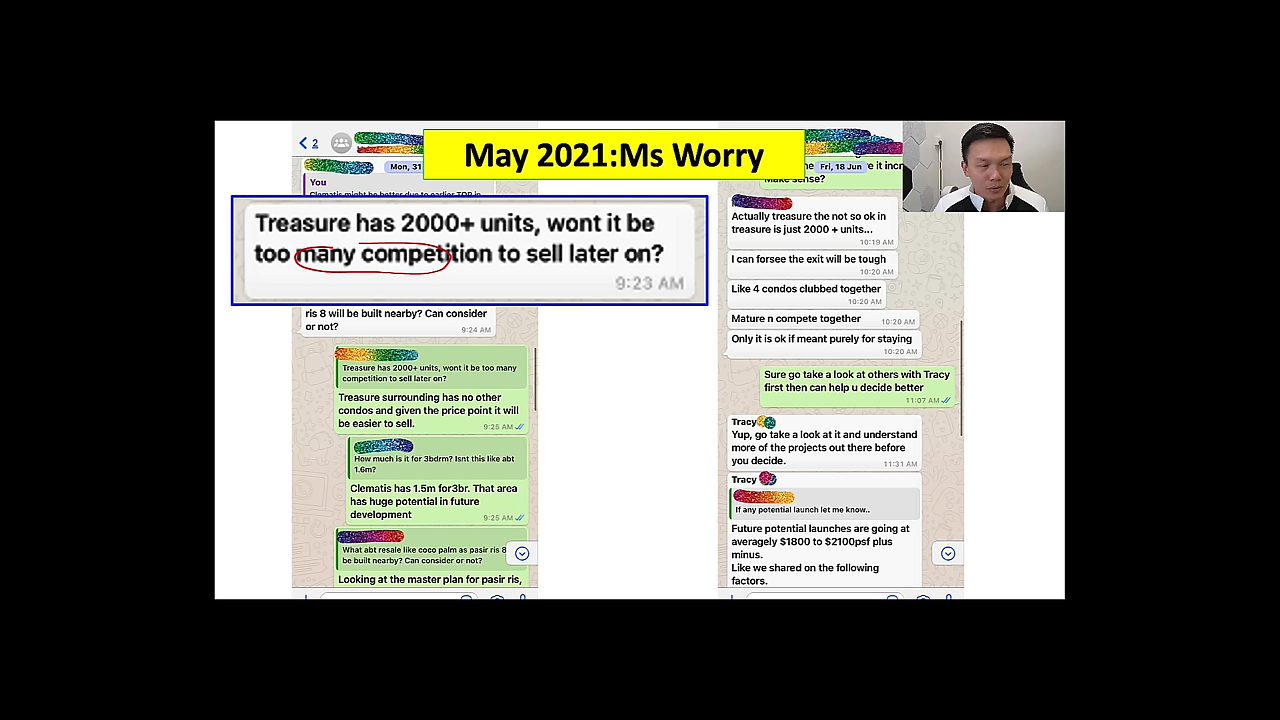 May 2021:Ms Worry
2
Mon, 31
You
Clematis might be better due to earlier TOP in
Treasure has 2000+ units, wont it be
too many competition to sell later on?
9:23 AM
ris 8 will be built nearby? Can consider
or not?
9:24 AM
Treasure has 2000+ units, wont it be too many
competition to sell later on?
Treasure surrounding has no other
condos and given the price point it will
be easier to sell.
9:25 AM
How much is it for 3bdrm? Isnt this like abt
1.6m?
Clematis has 1.5m for3br. That area
has huge potential in future
development
9:25 AM
What abt resale like coco palm as pasir ris 8
be built nearby? Can consider or not?
Looking at the master plan for pasir ris,
Fri, 18 Jun
Make sense?
Actually treasure the not so ok in
treasure is just 2000 + units...
10:19 AM
I can forsee the exit will be tough
10:20 AM
Like 4 condos clubbed together
10:20 AM
Mature n compete together
10:20 AM
Only it is ok if meant purely for staying
10:20 AM
Sure go take a look at others with Tracy
first then can help u decide better
11:07 AM
Tracy
Yup, go take a look at it and understand
more of the projects out there before
you decide.
11:31 AM
Tracy
If any potential launch let me know..
Future potential launches are going at
averagely $1800 to $2100psf plus
minus.
Like we shared on the following
factors.